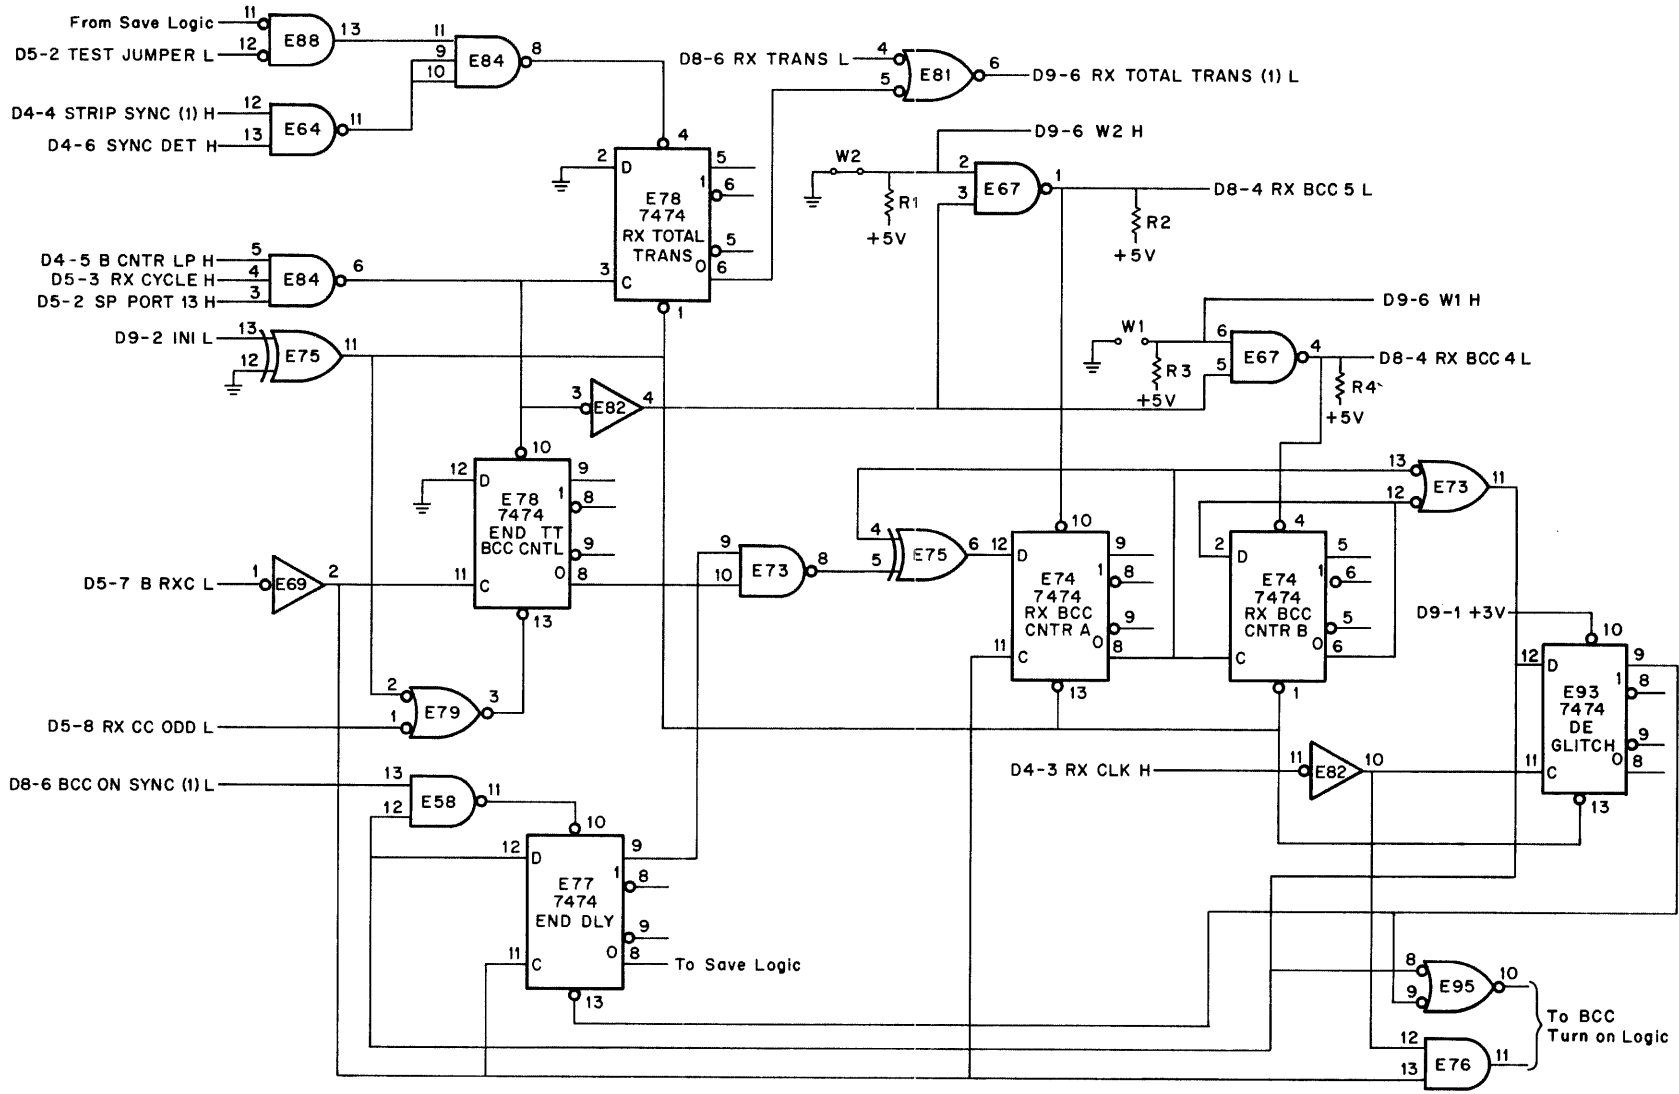 From Save Logic
11
12
E88
13
D5-2 TEST JUMPER L
11
9
10
E84
8
D4-4 STRIP SYNC (1) H
12
13
E64
11
D4-6 SYNC DET H
D8-6 RX TRANS L
4
5
E81
6
D9-6 RX TOTAL TRANS (1) L
D9-6 W2 H
4
2
D
5
1
6
E78
7474
RX TOTAL
TRANS
5
O
6
3
C
1
W2
R1
+5V
2
3
E67
1
D8-4 RX BCC 5 L
R2
+5V
D4-5 B CNTR LP H
5
D5-3 RX CYCLE H
4
D5-2 SP PORT 13 H
3
E84
6
D9-2 INI L
13
12
E75
11
D9-6 W1 H
W1
R3
+5V
6
5
E67
4
D8-4 RX BCC 4 L
R4
+5V
3
E82
4
10
12
D
9
1
8
E78
7474
END TT
BCC CNTL
9
O
8
11
C
13
D5-7 B RXC L
1
E69
2
9
10
E73
8
4
5
E75
6
10
12
D
9
1
8
E74
7474
RX BCC
CNTR A
9
O
8
11
C
13
4
2
D
5
1
6
E74
7474
RX BCC
CNTR B
5
O
6
C
1
13
12
E73
11
D9-1 +3V
10
12
D
9
1
8
E93
7474
DE
GLITCH
9
O
8
11
C
13
2
1
E79
3
D5-8 RX CC ODD L
D4-3 RX CLK H
11
E82
10
D8-6 BCC ON SYNC (1) L
13
12
E58
11
10
12
D
9
1
8
E77
7474
END DLY
9
O
8
To Save Logic
11
C
13
8
9
E95
10
12
13
E76
11
To BCC
Turn on Logic